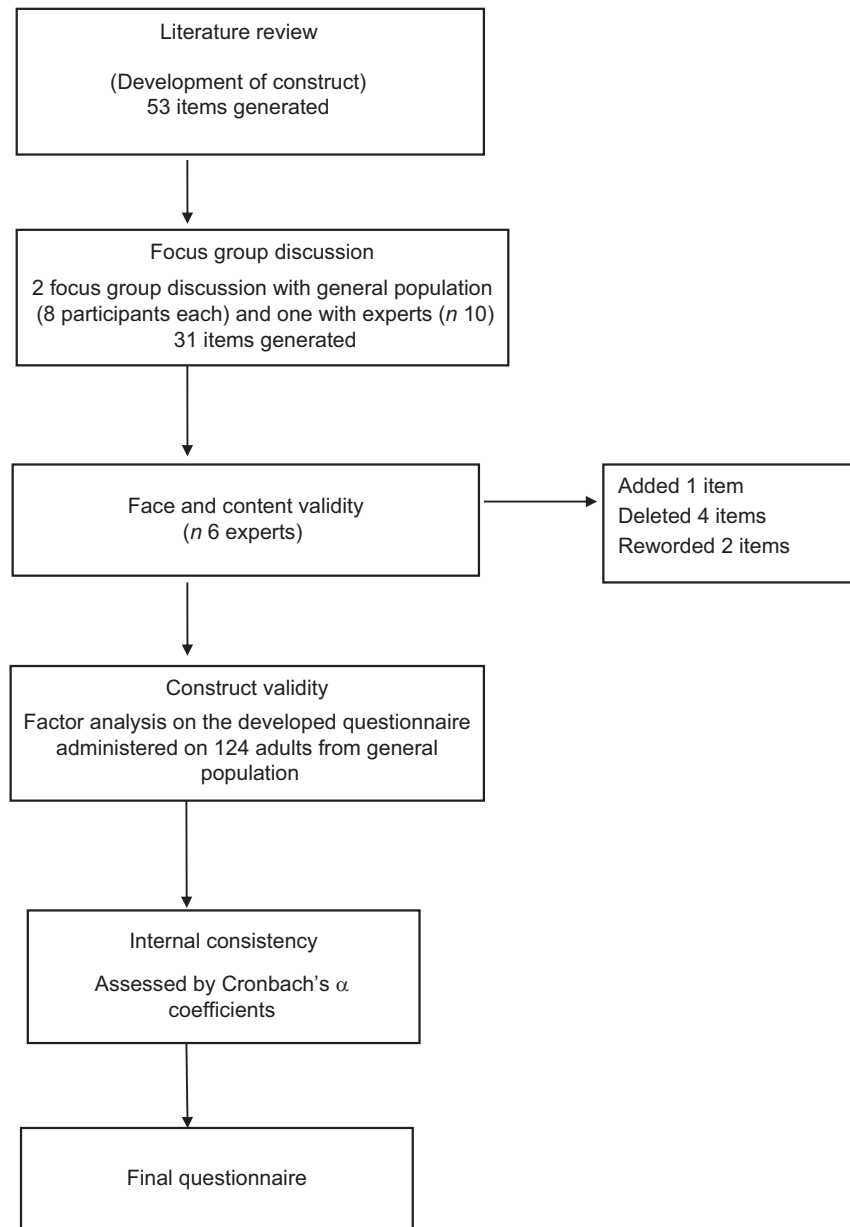 Literature review
(Development of construct)
53 items generated
Focus group discussion
2 focus group discussion with general population
(8 participants each) and one with experts (n 10)
31 items generated
Face and content validity
(n 6 experts)
Added 1 item
Deleted 4 items
Reworded 2 items
Construct validity
Factor analysis on the developed questionnaire
administered on 124 adults from general
population
Internal consistency
Assessed by Cronbach's α
coefficients
Final questionnaire